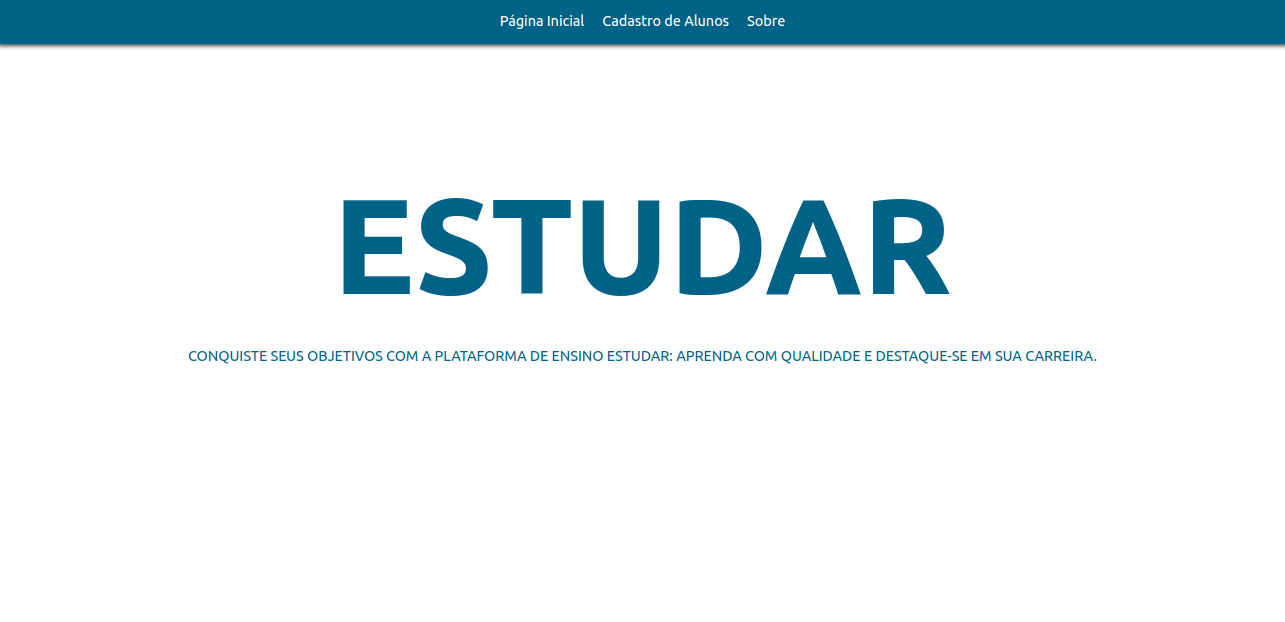 Página Inicial Cadastro de Alunos Sobre
ESTUDAR
CONQUISTE SEUS OBJETIVOS COM A PLATAFORMA DE ENSINO ESTUDAR: APRENDA COM QUALIDADE E DESTAQUE-SE EM SUA CARREIRA.